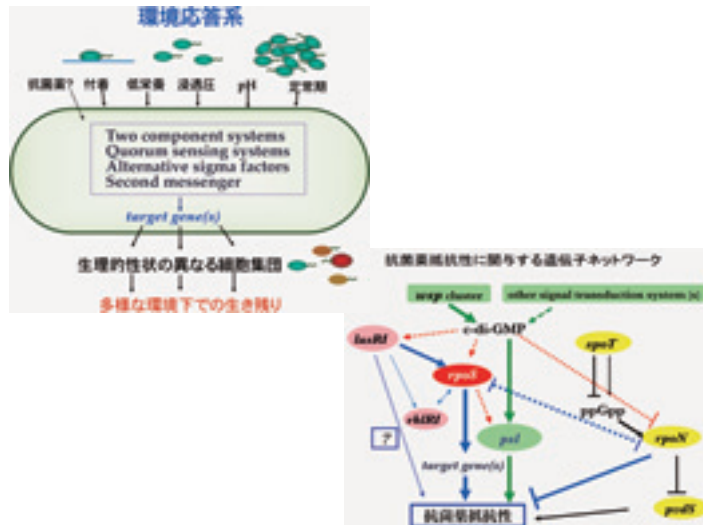 環境応答系
抗菌薬? 付着 低栄養 浸透圧 pH 定常期
Two component systems
Quorum sensing systems
Alternative sigma factors
Second messenger
target gene(s)
生理的性状の異なる細胞集団
多様な環境下での生き残り
抗菌薬抵抗性に関与する遺伝子ネットワーク
wsp cluster
other signal transduction system (s)
c-di-GMP
lasRI
spoT
rpoS
ppGpp
rhlRI
?
psl
rpoN
target gene(s)
抗菌薬抵抗性